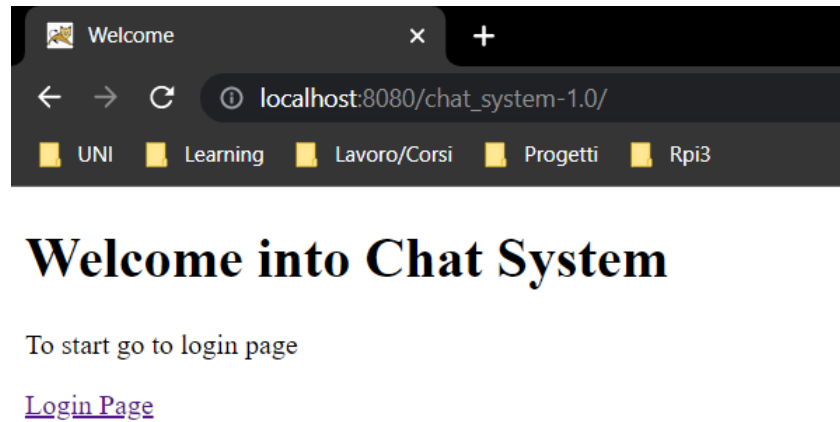 Welcome
localhost:8080/chat_system-1.0/
UNI Learning Lavoro/Corsi Progetti Rpi3
Welcome into Chat System
To start go to login page
Login Page